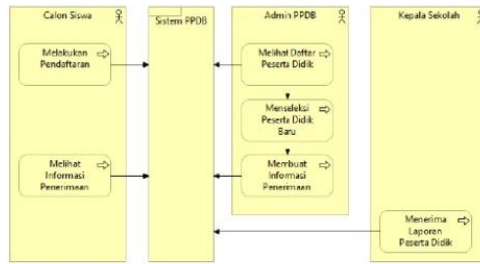 Calon Siswa
Melakukan
Pendaftaran
Melihat
Informasi
Penerimaan
Sistem PPDB
Admin PPDB
Melihat Daftar
Peserta Didik
Menseleksi
Peserta Didik
Baru
Membuat
Informasi
Penerimaan
Kepala Sekolah
Menerima
Laporan
Peserta Didik